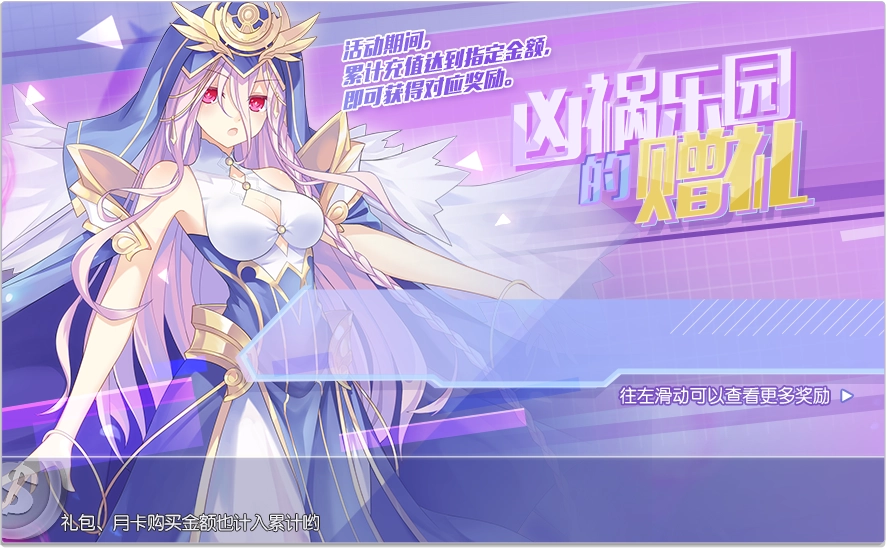 活动期间,
累计充值达到指定金额,
即可获得对应奖励。
凶祸乐园
的赠礼
往左滑动可以查看更多奖励
礼包、月卡购买金额也计入累计哟